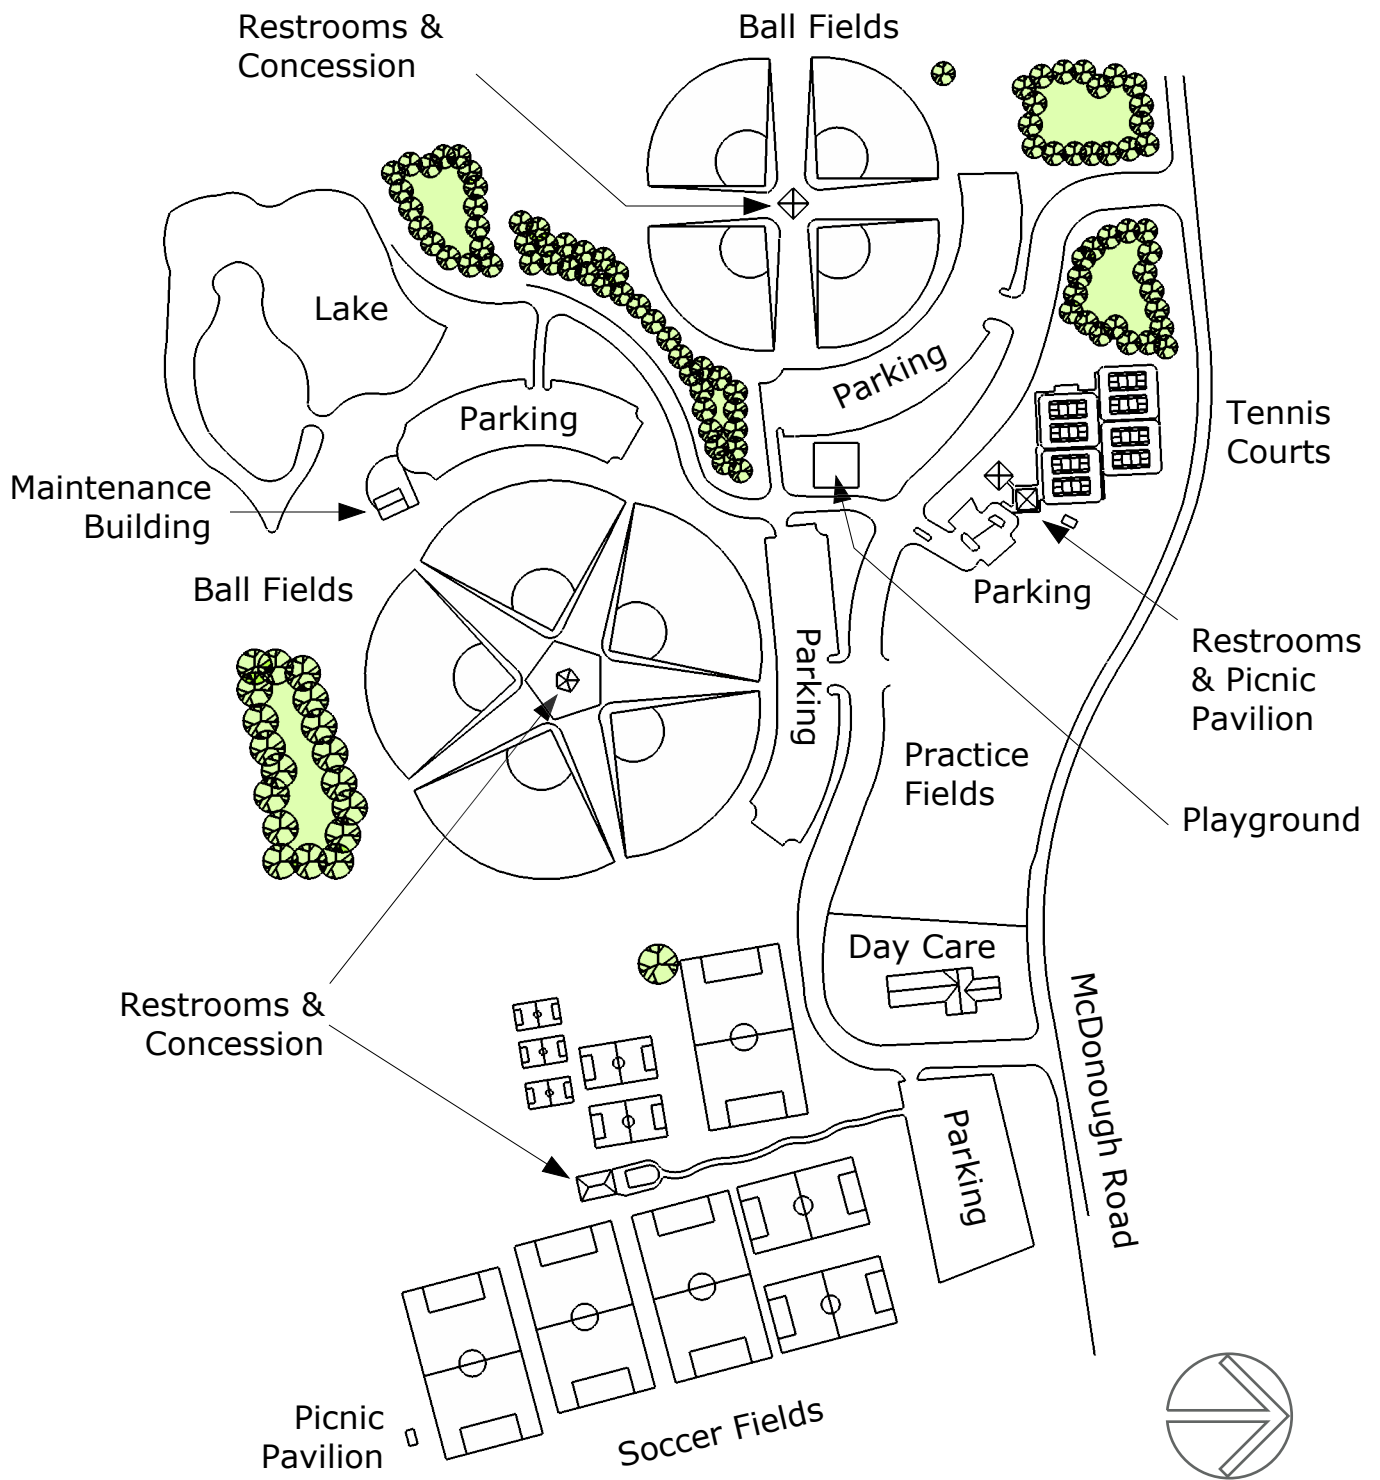 Restrooms &
Concession
Ball Fields
Lake
Parking
Parking
Tennis
Courts
Maintenance
Building
Ball Fields
Parking
Restrooms
& Picnic
Pavilion
Parking
Practice
Fields
Playground
Day Care
Restrooms &
Concession
McDonough Road
Parking
Picnic
Pavilion
Soccer Fields